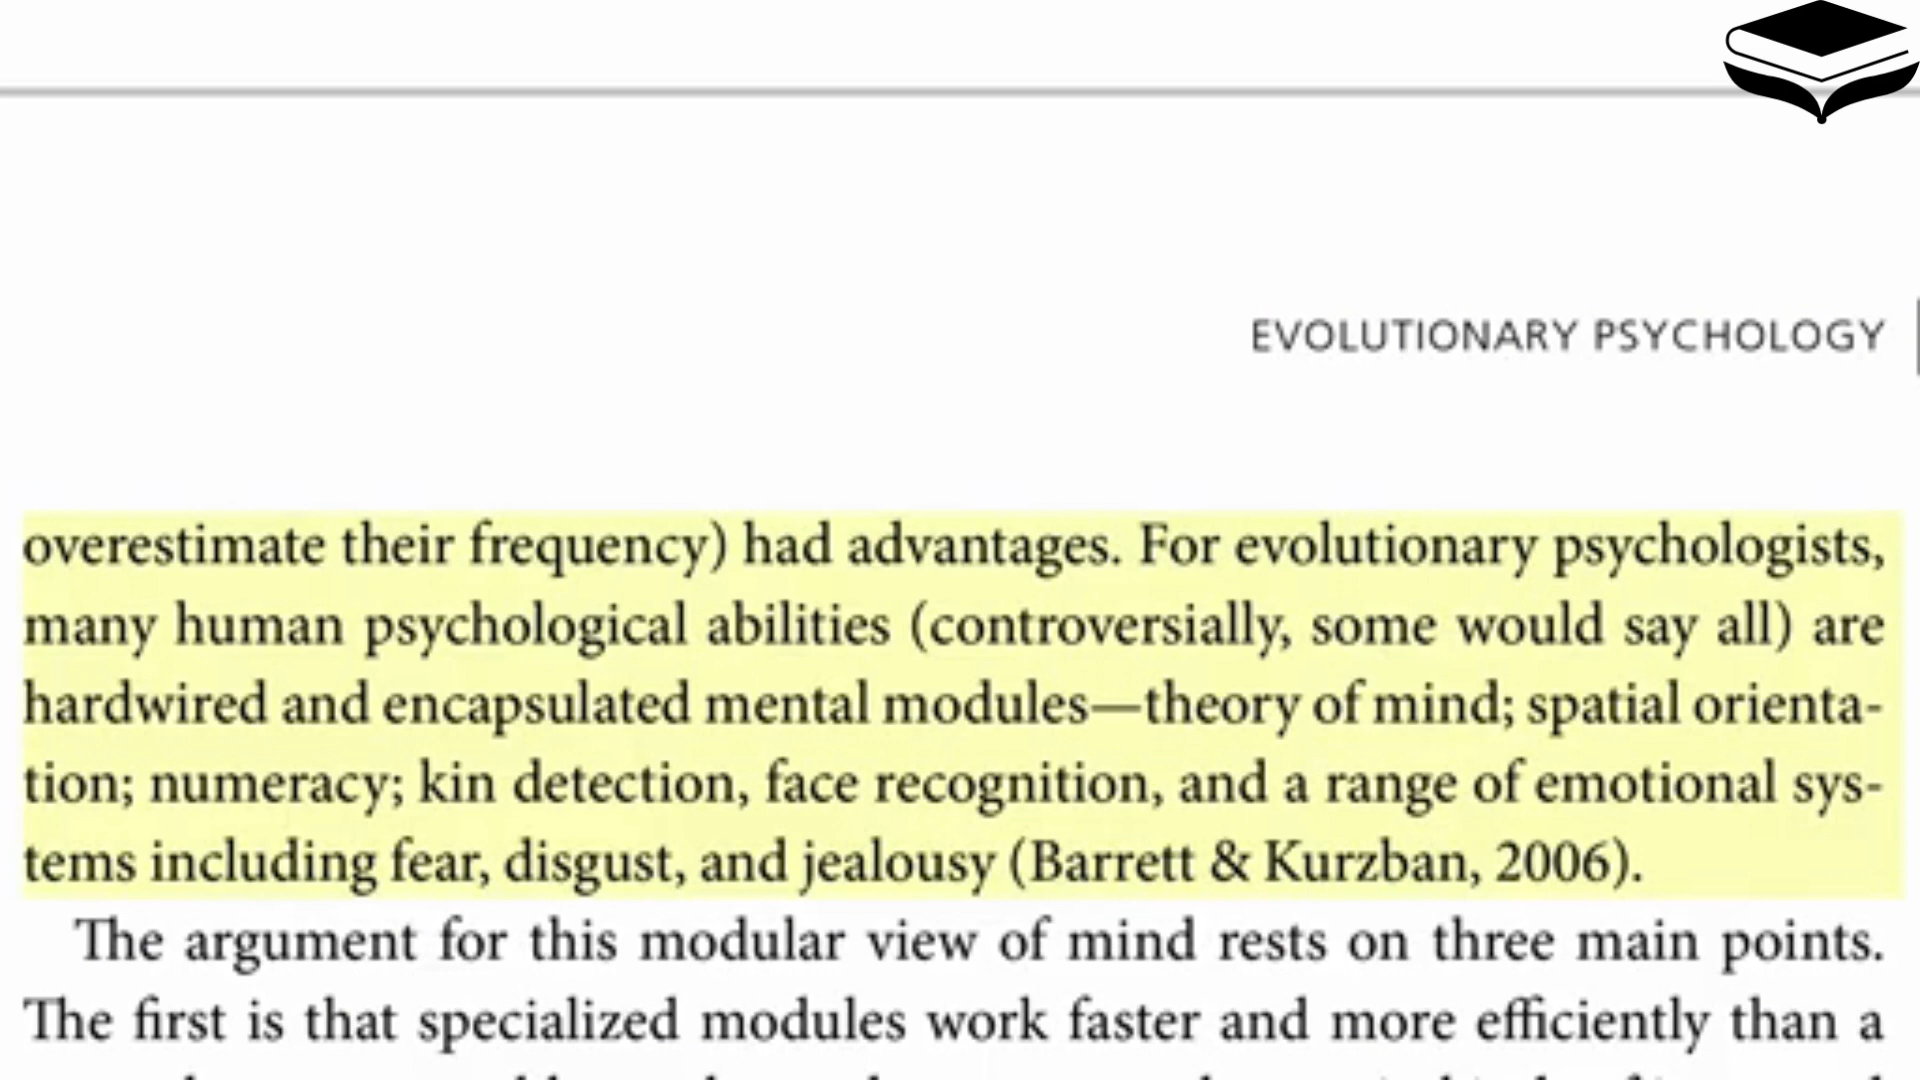 EVOLUTIONARY PSYCHOLOGY
overestimate their frequency) had advantages. For evolutionary psychologists,
many human psychological abilities (controversially, some would say all) are
hardwired and encapsulated mental modules—theory of mind; spatial orienta-
tion; numeracy; kin detection, face recognition, and a range of emotional sys-
tems including fear, disgust, and jealousy (Barrett & Kurzban, 2006).
The argument for this modular view of mind rests on three main points.
The first is that specialized modules work faster and more efficiently than a